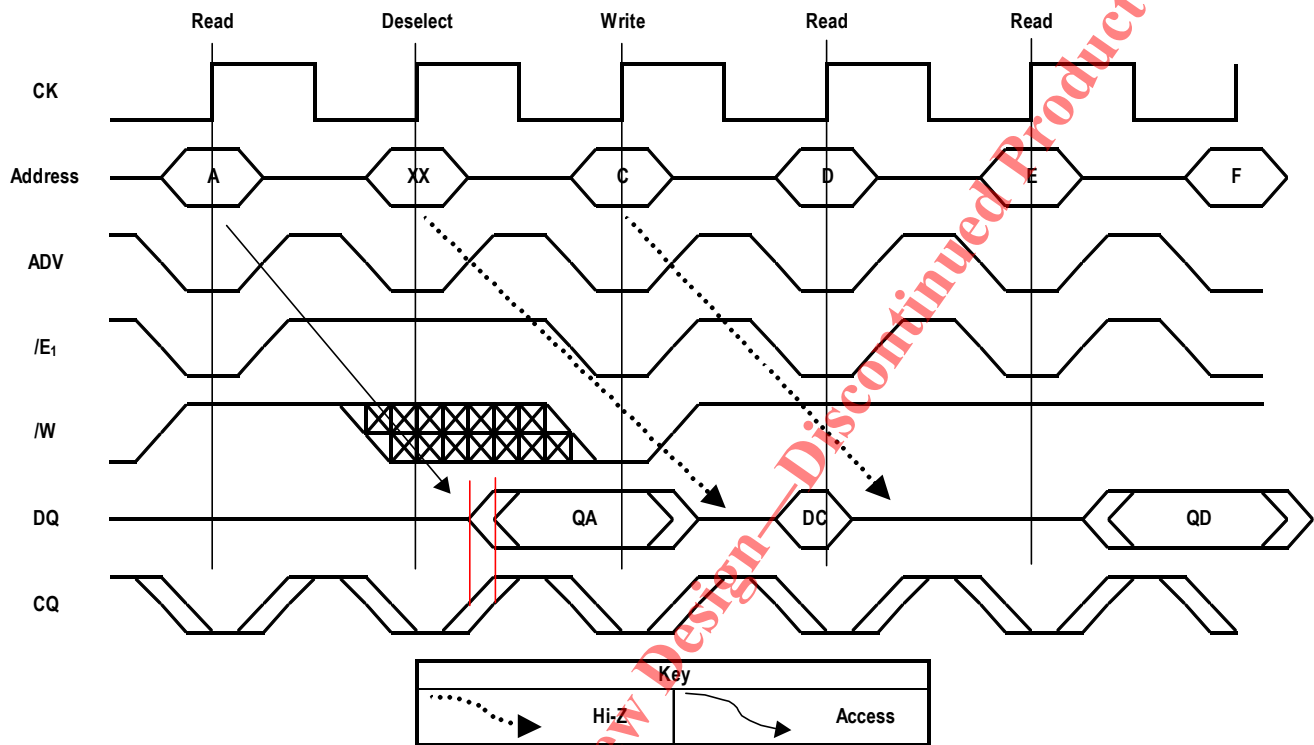 Read Deselect Write Read Read
CK
Address A XX C D E F
ADV
/E1
/W
DQ QA DC QD
CQ
Key
Hi-Z Access
ew Design—Discontinued Product